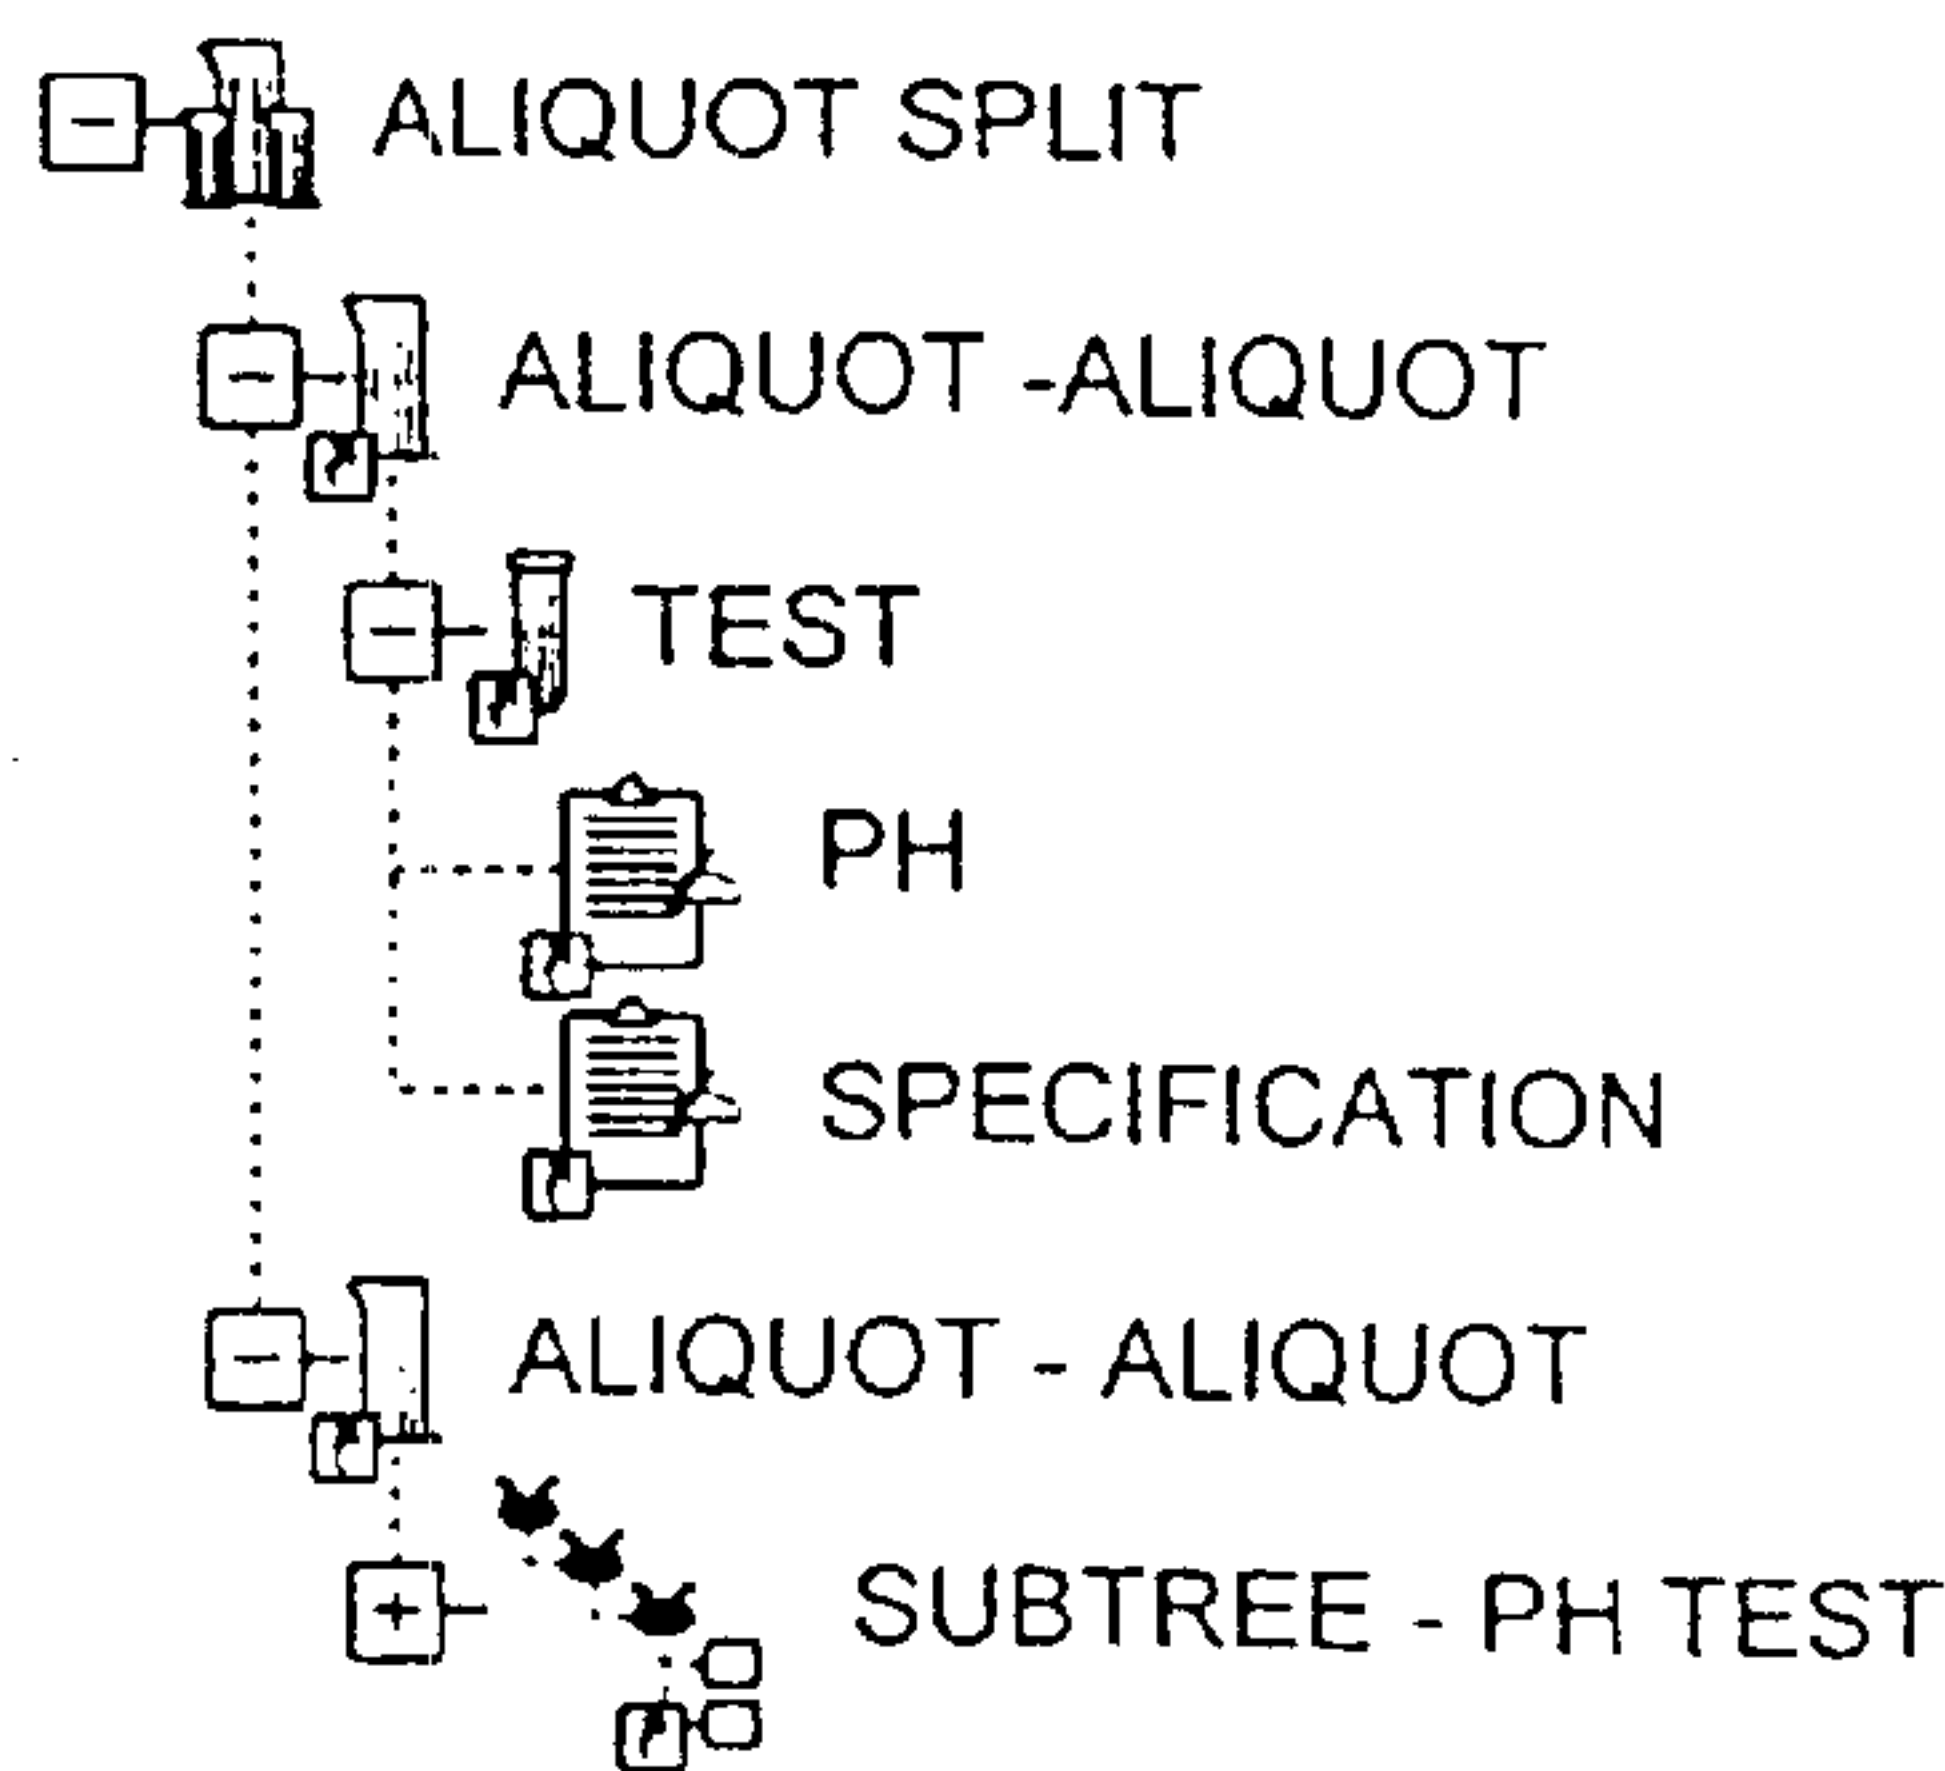 ALIQUOT SPLIT
ALIQUOT -ALIQUOT
TEST
PH
SPECIFICATION
ALIQUOT - ALIQUOT
SUBTREE - PH TEST